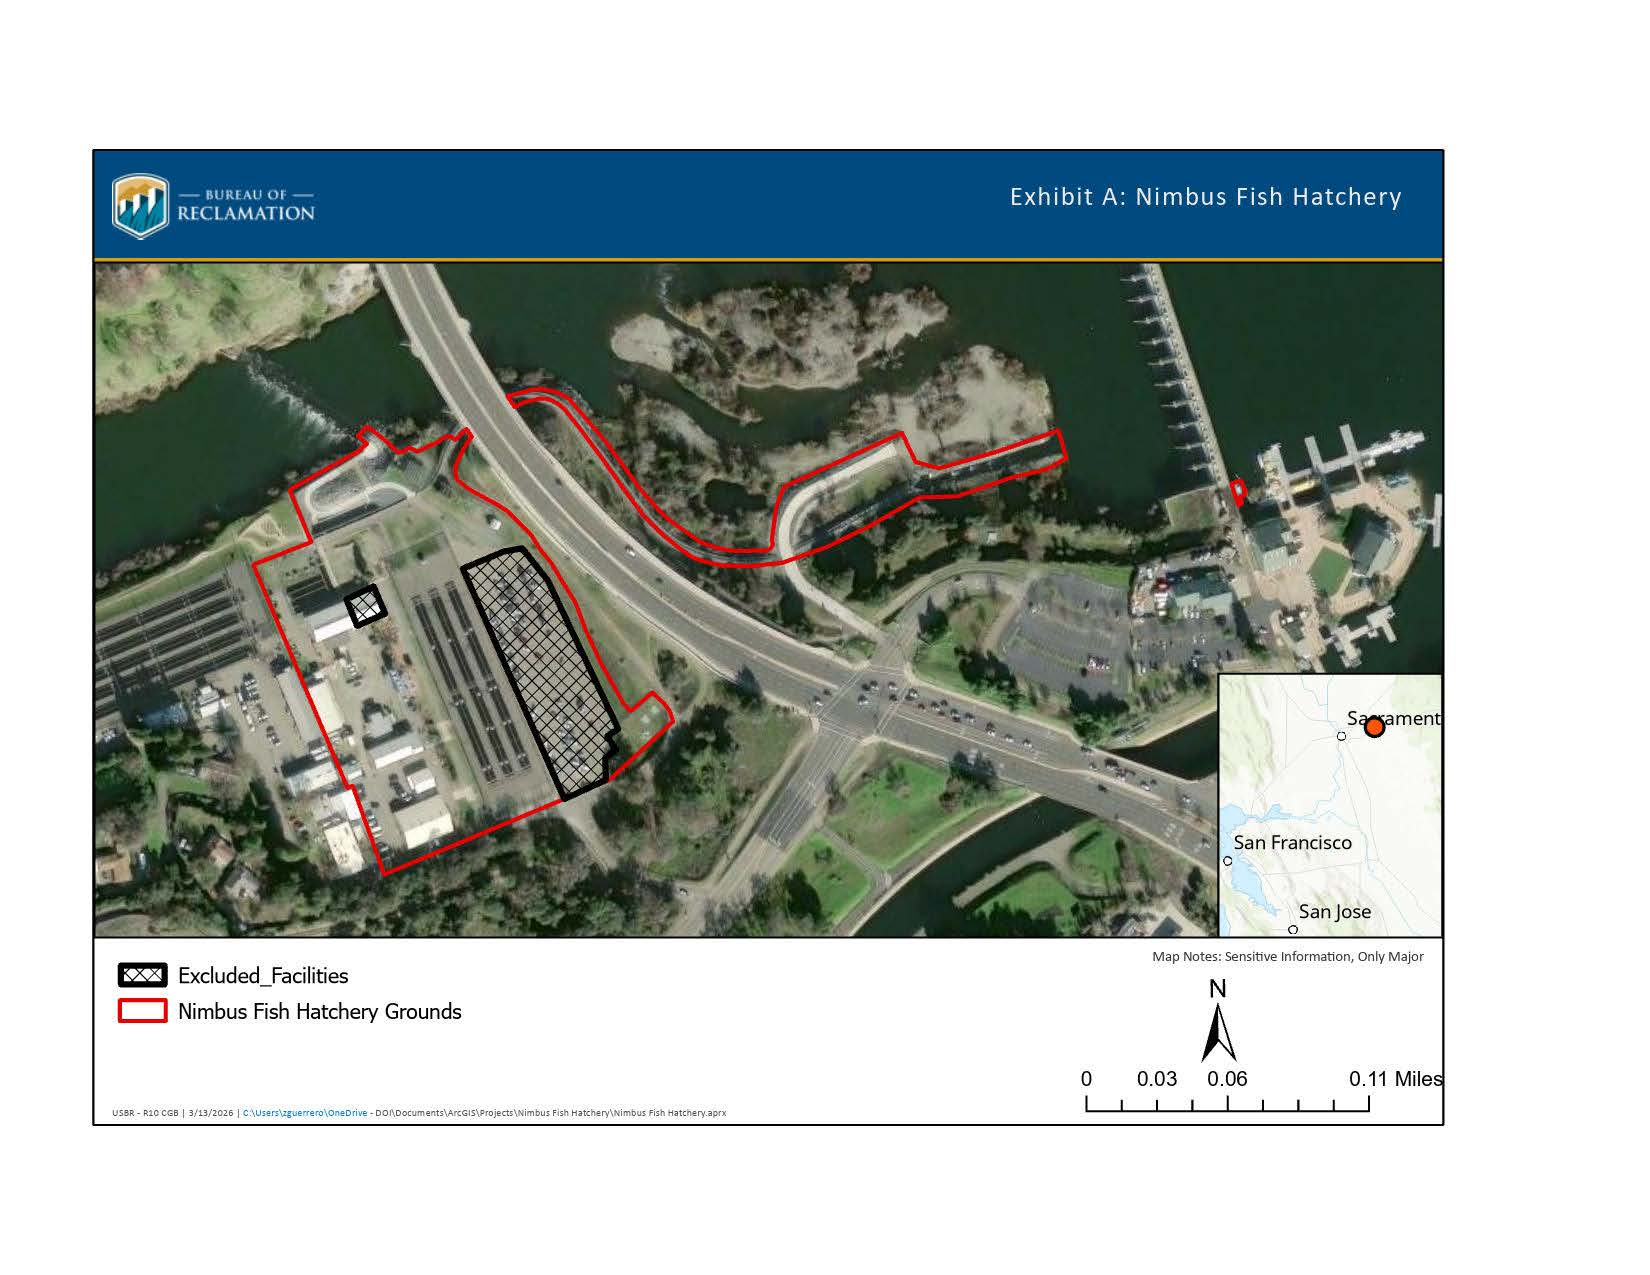 BUREAU OF
RECLAMATION
Exhibit A: Nimbus Fish Hatchery
Sacrament
San Francisco
San Jose
Map Notes: Sensitive Information, Only Major
Excluded_Facilities
Nimbus Fish Hatchery Grounds
N
0 0.03 0.06 0.11 Miles
USBR - R10 CGB | 3/13/2026 | C:\Users\zguerrero\OneDrive - DOI\Documents\ArcGIS\Projects\Nimbus Fish Hatchery\Nimbus Fish Hatchery.aprx